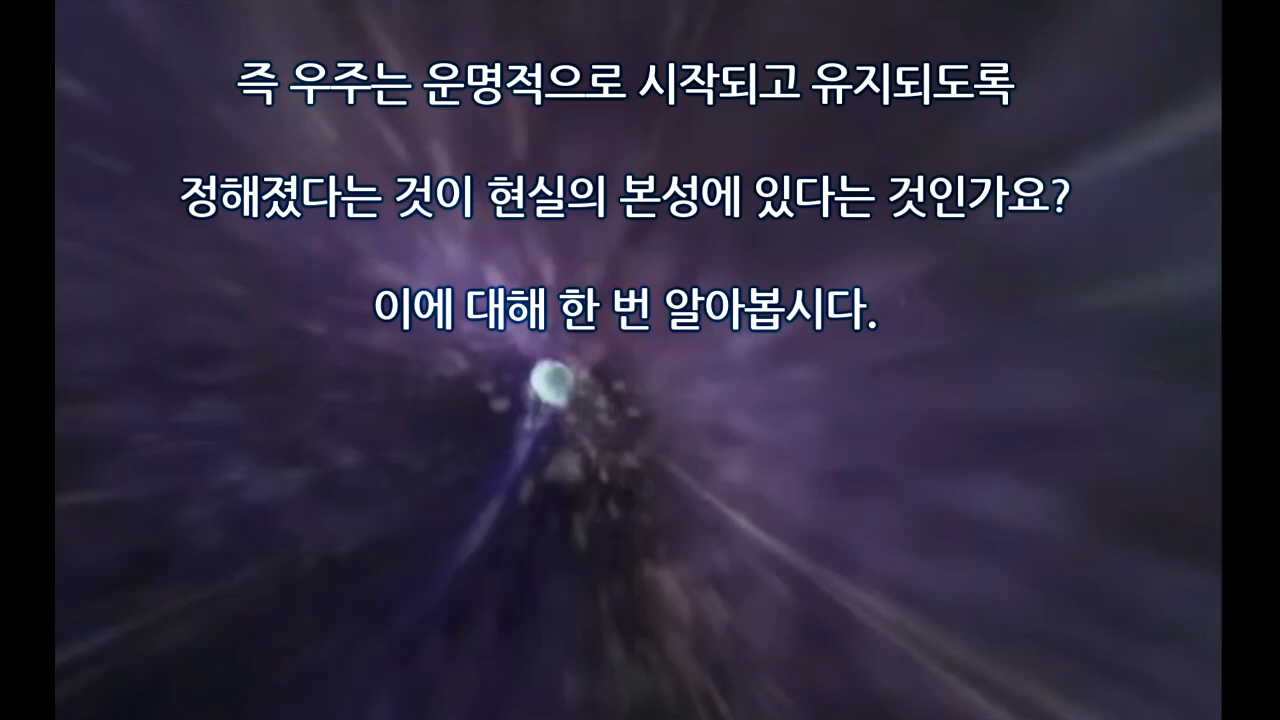 즉 우주는 운명적으로 시작되고 유지되도록
정해졌다는 것이 현실의 본성에 있다는 것인가요?
이에 대해 한 번 알아봅시다.